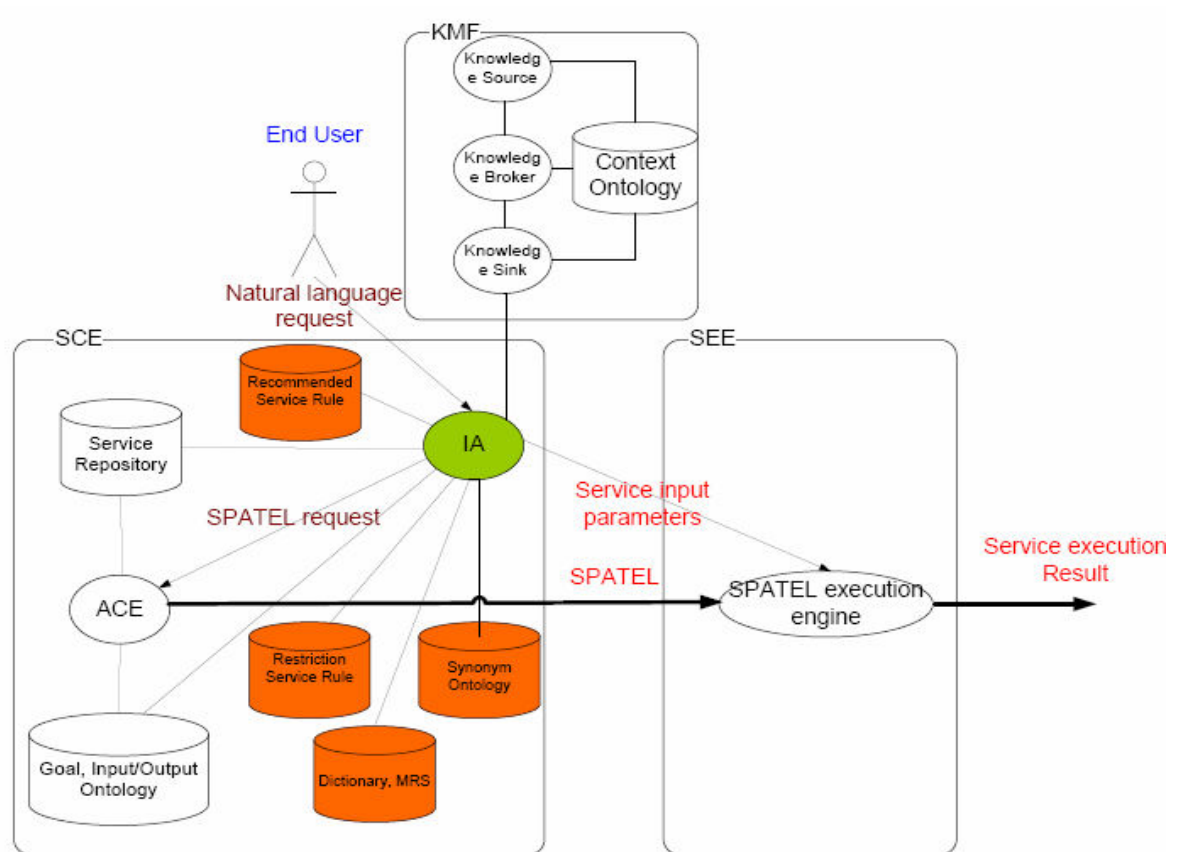 KMF
Knowledg
e Source
End User
Knowledg
e Broker
Context
Ontology
Knowledg
e Sink
Natural language
request
SCE
SEE
Recommended
Service Rule
Service
Repository
IA
SPATEL request
Service input
parameters
Service execution
Result
SPATEL
ACE
SPATEL execution
engine
Restriction
Service Rule
Synonym
Ontology
Goal, Input/Output
Ontology
Dictionary, MRS